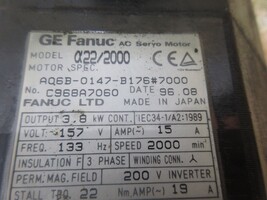 GE Fanuc AC Servo Motor
MODEL α22/2000
MOTOR SPEC.
A06B-0147-B176#7000
No. C968A7060 DATE 96.08
FANUC LTD MADE IN JAPAN
OUTPUT 3.8 kW CONT. IEC34-1/A2:1989
VOLT.(~) 157 V AMP(~) 15 A
FREQ. 133 Hz SPEED 2000 min⁻¹
INSULATION F 3 PHASE WINDING CONN. 人
PERM. MAG. FIELD 200 V INVERTER
STALL TRQ. 22 Nm AMP(~) 19 A